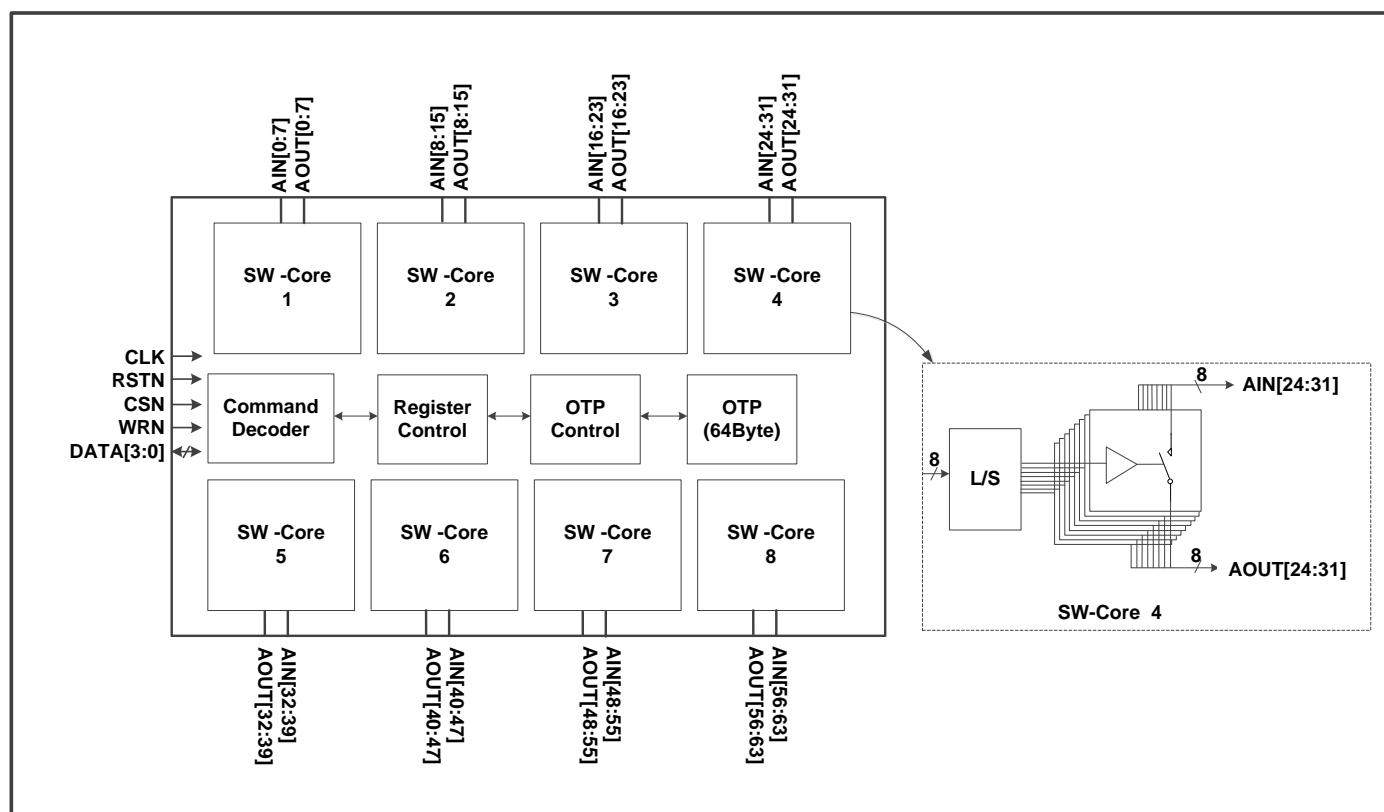 AIN[0:7]
AOUT[0:7]
AIN[8:15]
AOUT[8:15]
AIN[16:23]
AOUT[16:23]
AIN[24:31]
AOUT[24:31]
SW -Core
1
SW -Core
2
SW -Core
3
SW -Core
4
CLK
RSTN
CSN
WRN
DATA[3:0]
Command
Decoder
Register
Control
OTP
Control
OTP
(64Byte)
SW -Core
5
SW -Core
6
SW -Core
7
SW -Core
8
AIN[32:39]
AOUT[32:39]
AIN[40:47]
AOUT[40:47]
AIN[48:55]
AOUT[48:55]
AIN[56:63]
AOUT[56:63]
8
AIN[24:31]
8
L/S
8
AOUT[24:31]
SW-Core 4